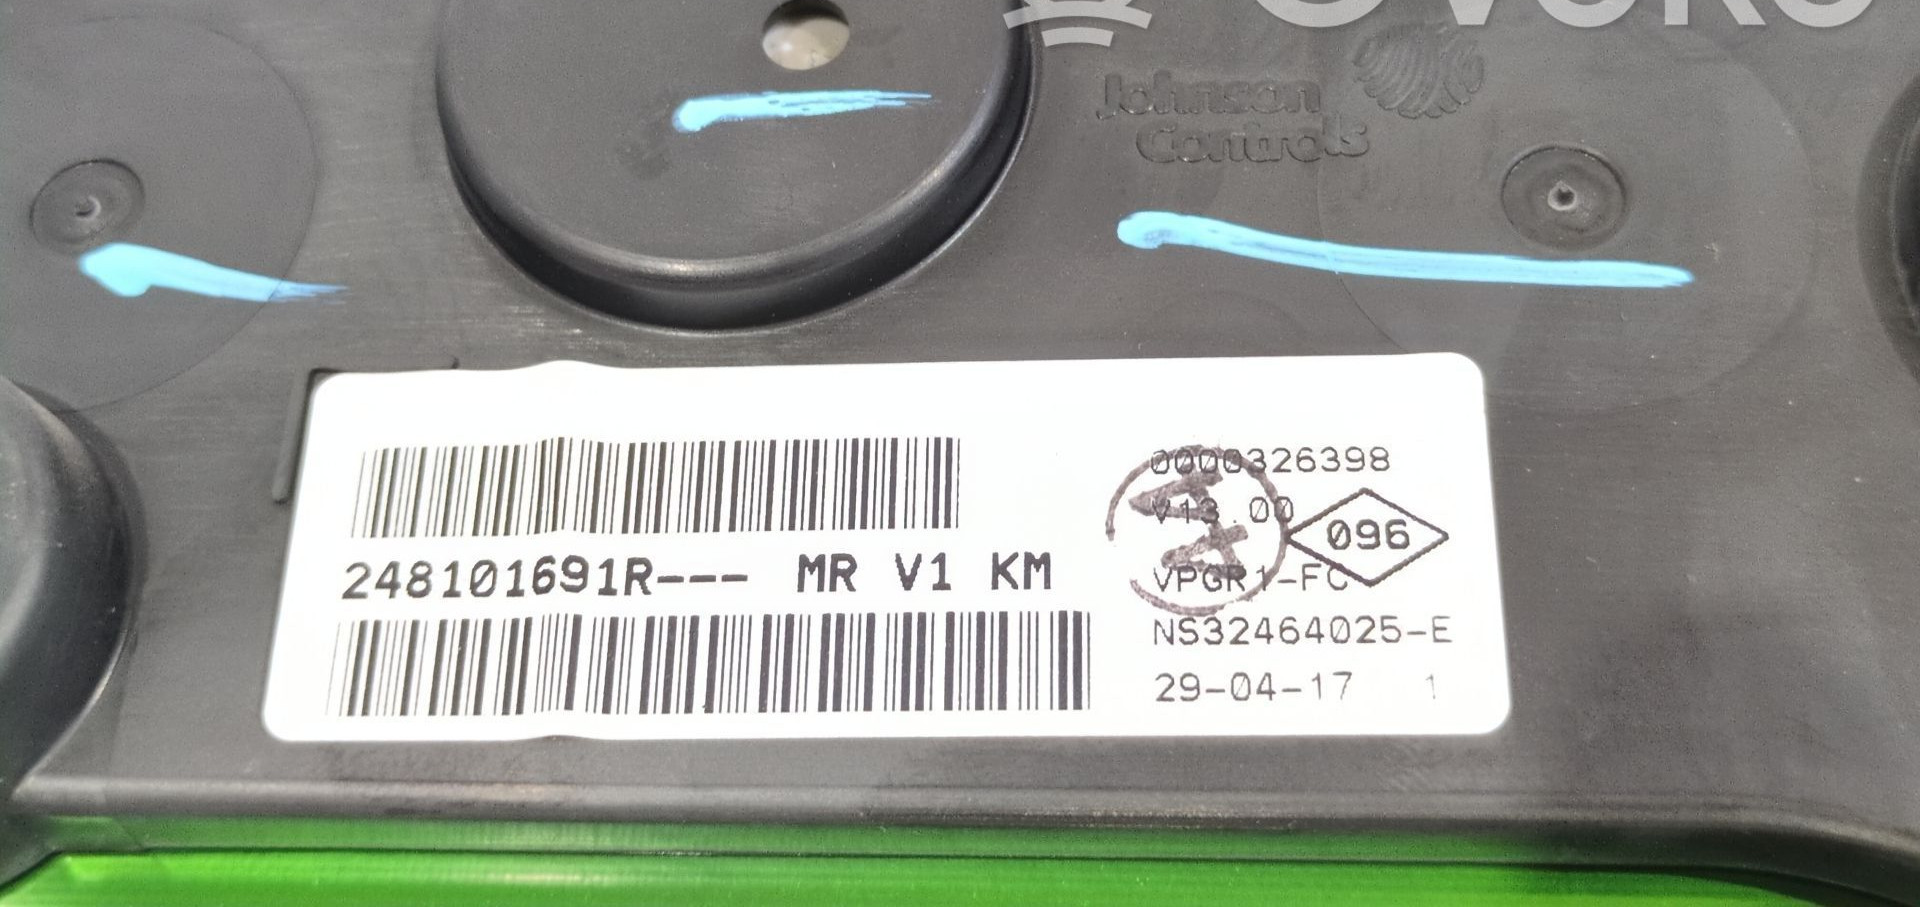 Johnson
Controls
248101691R--- MR V1 KM
0000326398
V13.00
096
VPGR1-FC
NS32464025-E
29-04-17 1